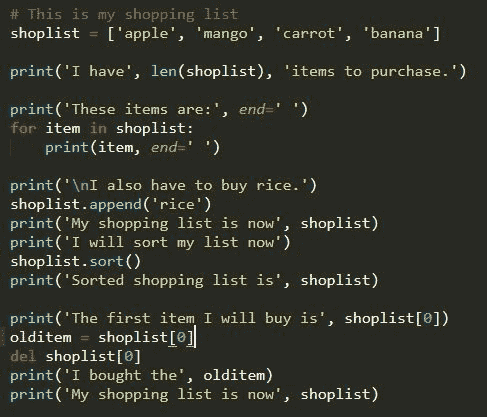 # This is my shopping list
shoplist = ['apple', 'mango', 'carrot', 'banana']

print('I have', len(shoplist), 'items to purchase.')

print('These items are:', end=' ')
for item in shoplist:
    print(item, end=' ')

print('\nI also have to buy rice.')
shoplist.append('rice')
print('My shopping list is now', shoplist)
print('I will sort my list now')
shoplist.sort()
print('Sorted shopping list is', shoplist)

print('The first item I will buy is', shoplist[0])
olditem = shoplist[0]
del shoplist[0]
print('I bought the', olditem)
print('My shopping list is now', shoplist)